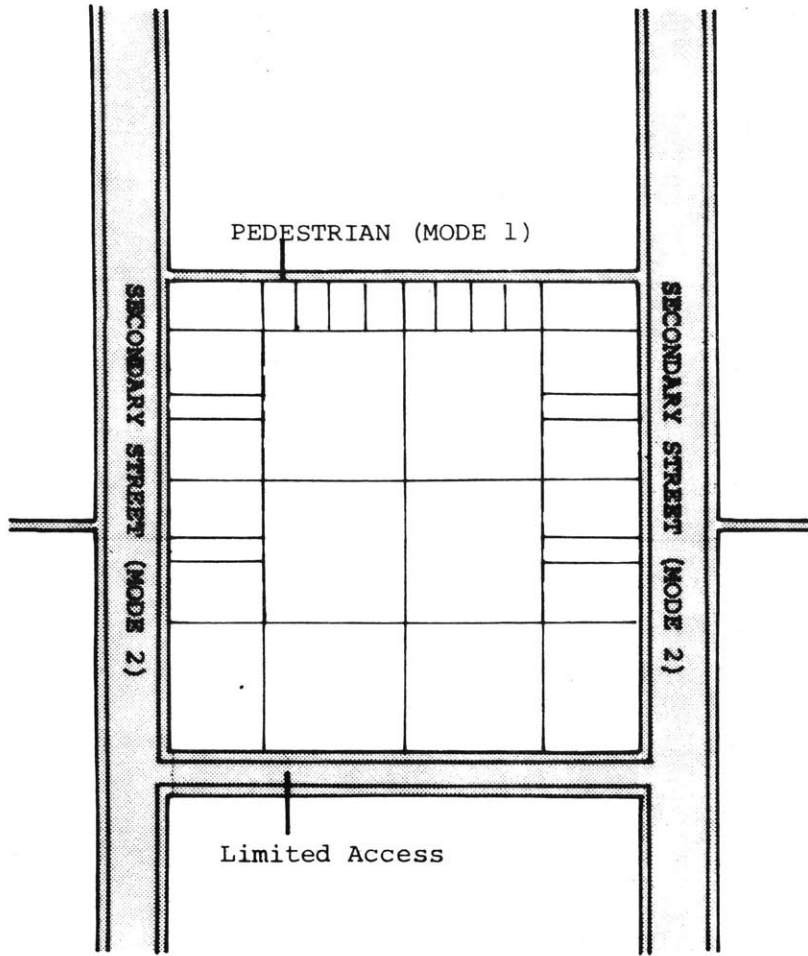 PEDESTRIAN (MODE 1)
SECONDARY STREET (MODE 2)
SECONDARY STREET (MODE 2)
Limited Access